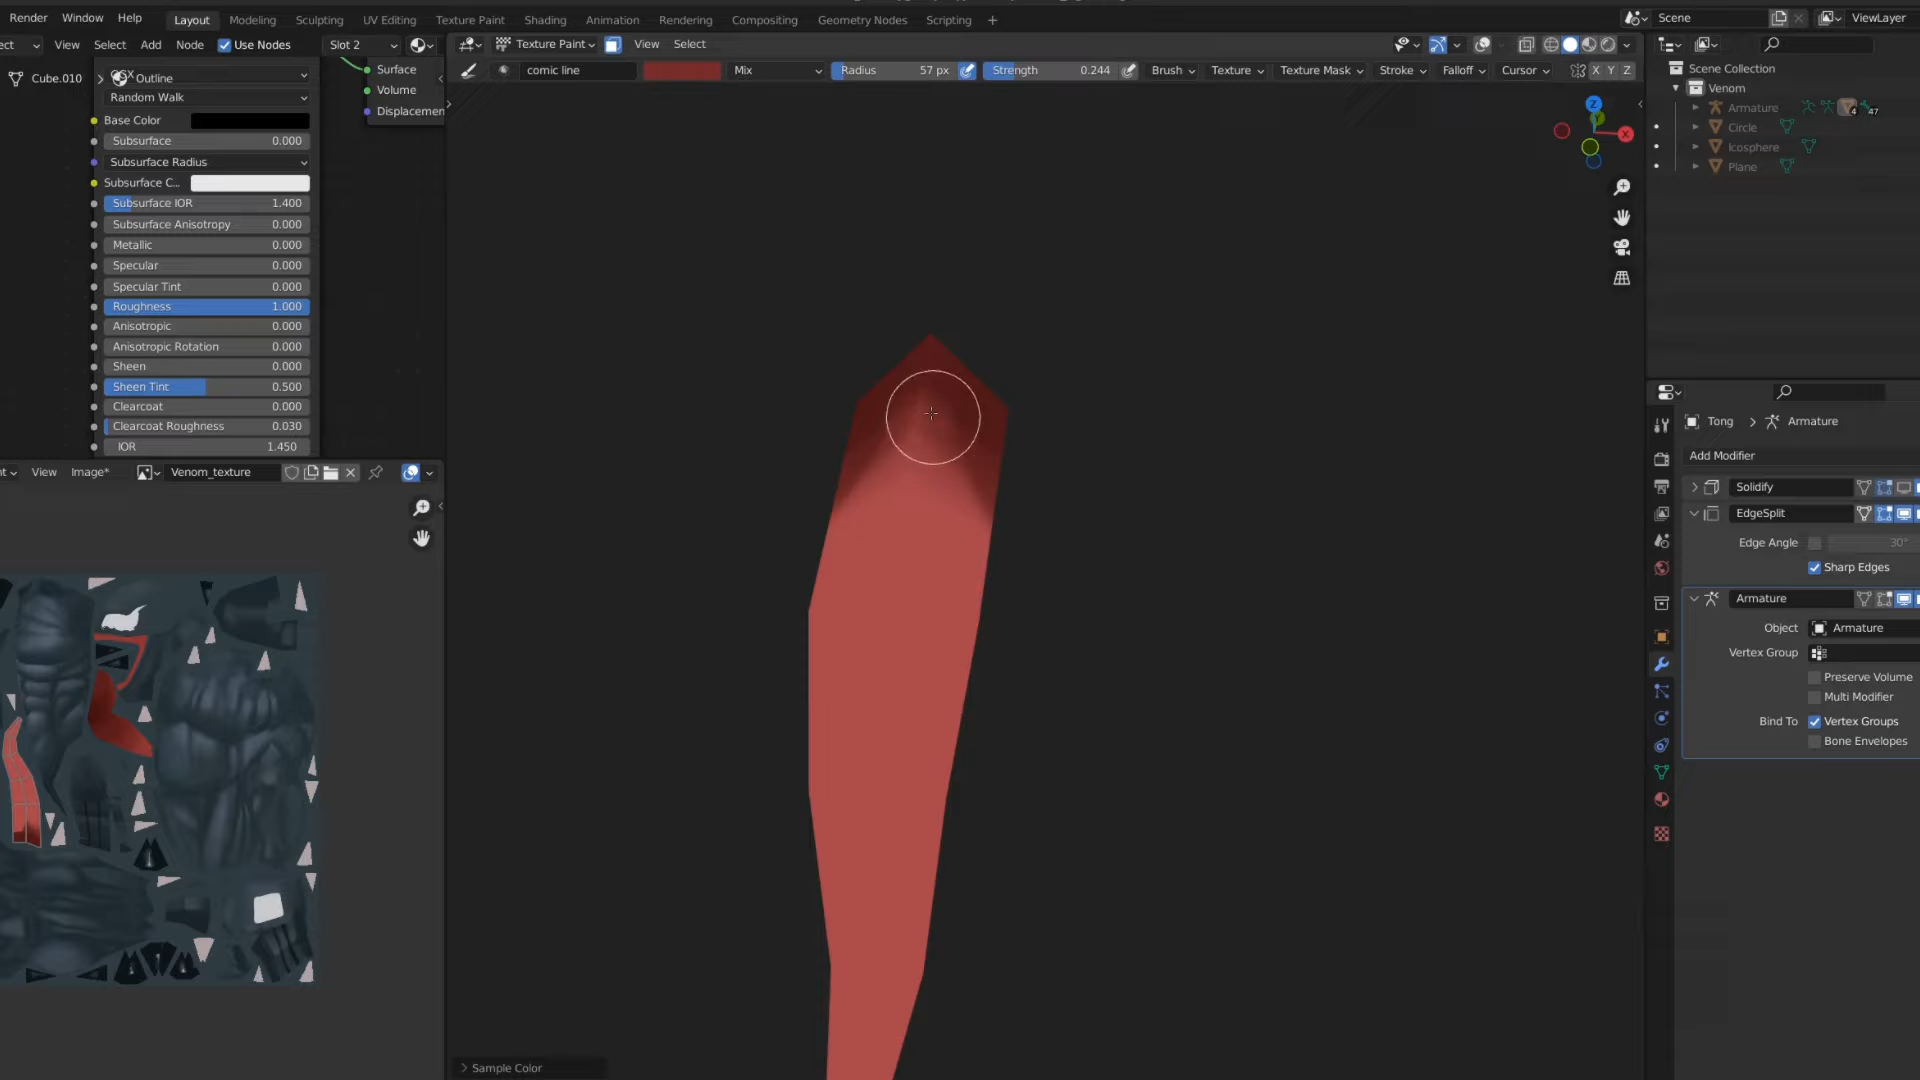 Render Window Help Layout Modeling Sculpting UV Editing Texture Paint Shading Animation Rendering Compositing Geometry Nodes Scripting + Scene ViewLayer
View Select Add Node Use Nodes Slot 2 Texture Paint View Select
comic line Mix Radius 57 px Strength 0.244 Brush Texture Texture Mask Stroke Falloff Cursor X Y Z
Cube.010 Outline
Random Walk
Base Color
Subsurface 0.000
Subsurface Radius
Subsurface C...
Subsurface IOR 1.400
Subsurface Anisotropy 0.000
Metallic 0.000
Specular 0.000
Specular Tint 0.000
Roughness 1.000
Anisotropic 0.000
Anisotropic Rotation 0.000
Sheen 0.000
Sheen Tint 0.500
Clearcoat 0.000
Clearcoat Roughness 0.030
IOR 1.450
Surface
Volume
Displacemen
View Image* Venom_texture
Z
X
Sample Color
Scene Collection
Venom
Armature 4 47
Circle
Icosphere
Plane
Tong > Armature
Add Modifier
Solidify
EdgeSplit
Edge Angle 30°
Sharp Edges
Armature
Object Armature
Vertex Group
Preserve Volume
Multi Modifier
Bind To Vertex Groups
Bone Envelopes